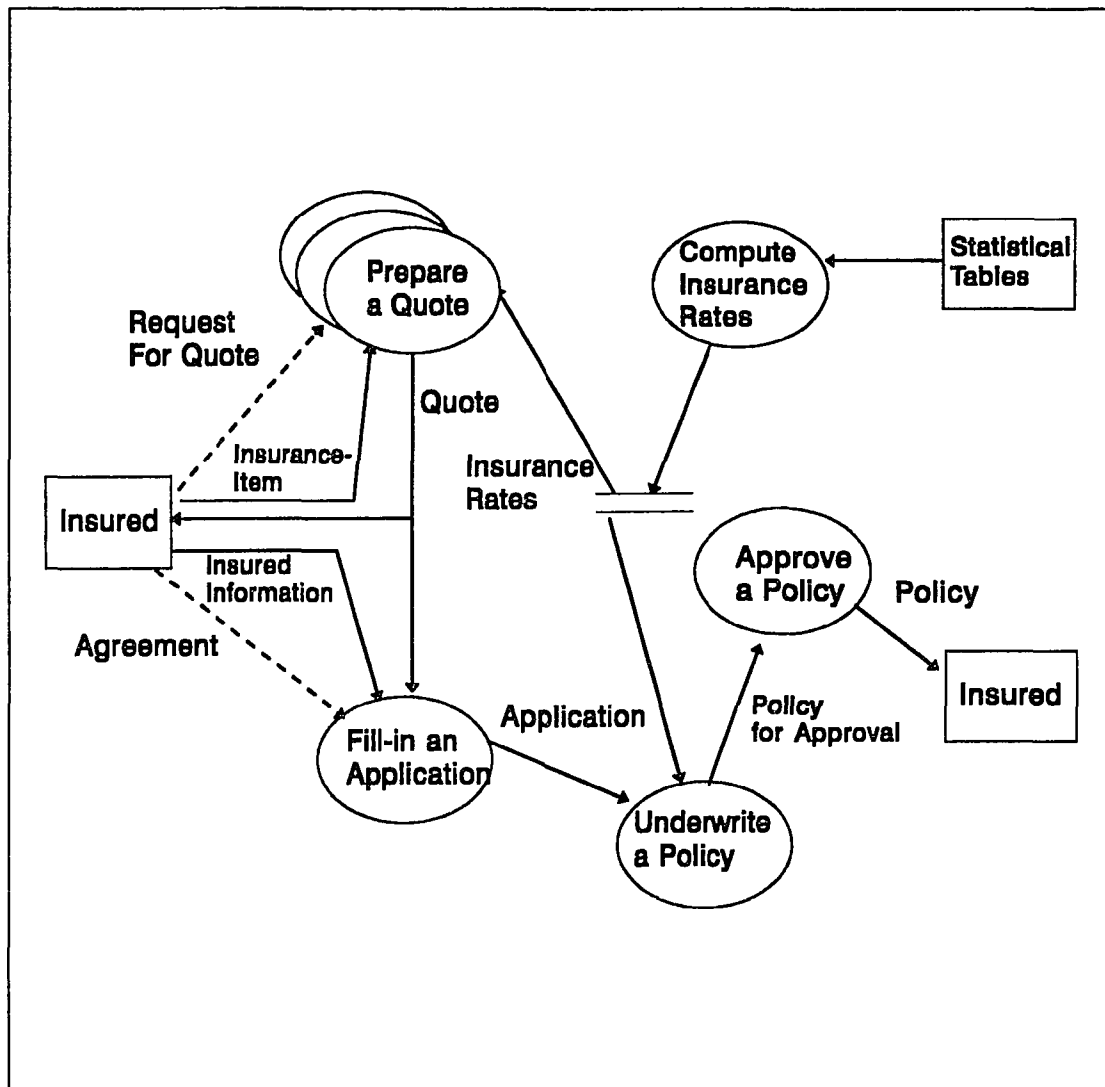 Prepare
a Quote
Compute
Insurance
Rates
Statistical
Tables
Request
For Quote
Quote
Insurance-
Item
Insurance
Rates
Insured
Insured
Information
Approve
a Policy
Policy
Agreement
Insured
Application
Policy
for Approval
Fill-in an
Application
Underwrite
a Policy